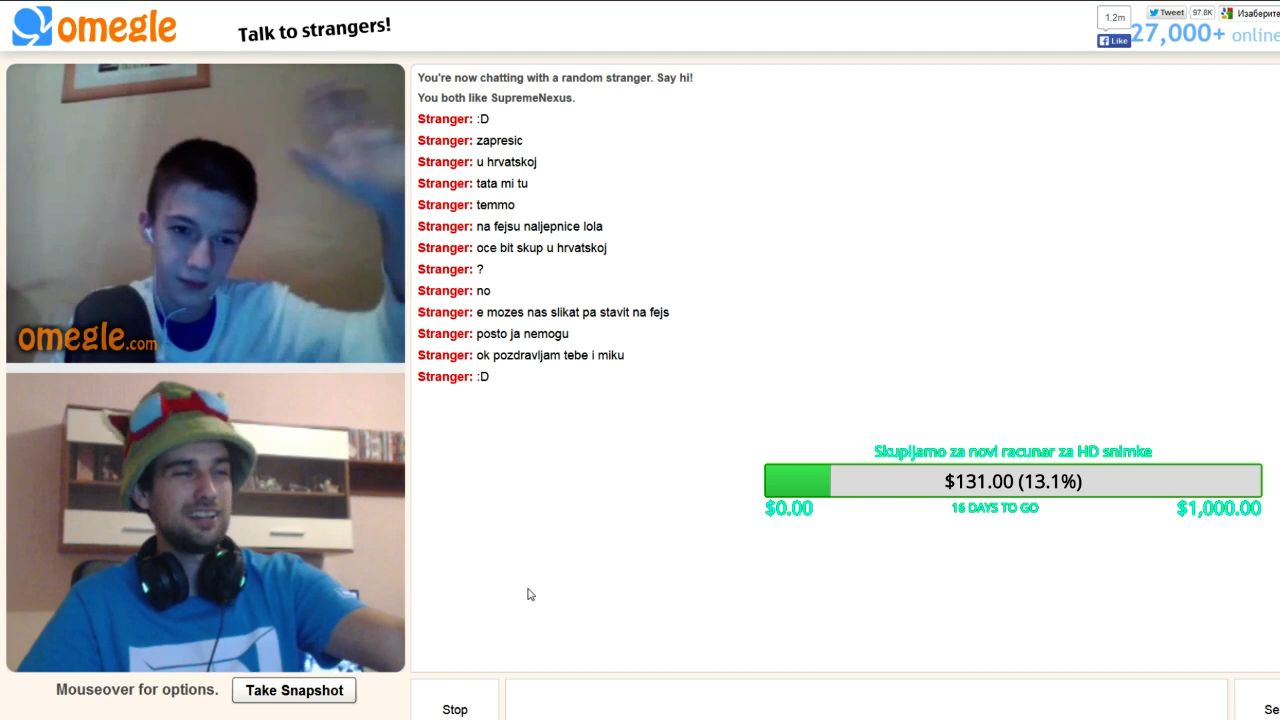 omegle
Talk to strangers!
1.2m
Like
Tweet
97.8K
Изаберите
27,000+ online
You're now chatting with a random stranger. Say hi!
You both like SupremeNexus.
Stranger: :D
Stranger: zapresic
Stranger: u hrvatskoj
Stranger: tata mi tu
Stranger: temmo
Stranger: na fejsu naljepnice lola
Stranger: oce bit skup u hrvatskoj
Stranger: ?
Stranger: no
Stranger: e mozes nas slikat pa stavit na fejs
Stranger: posto ja nemogu
Stranger: ok pozdravljam tebe i miku
Stranger: :D
omegle.com
Skupljamo za novi racunar za HD snimke
$131.00 (13.1%)
$0.00
16 DAYS TO GO
$1,000.00
Mouseover for options.
Take Snapshot
Stop
Se